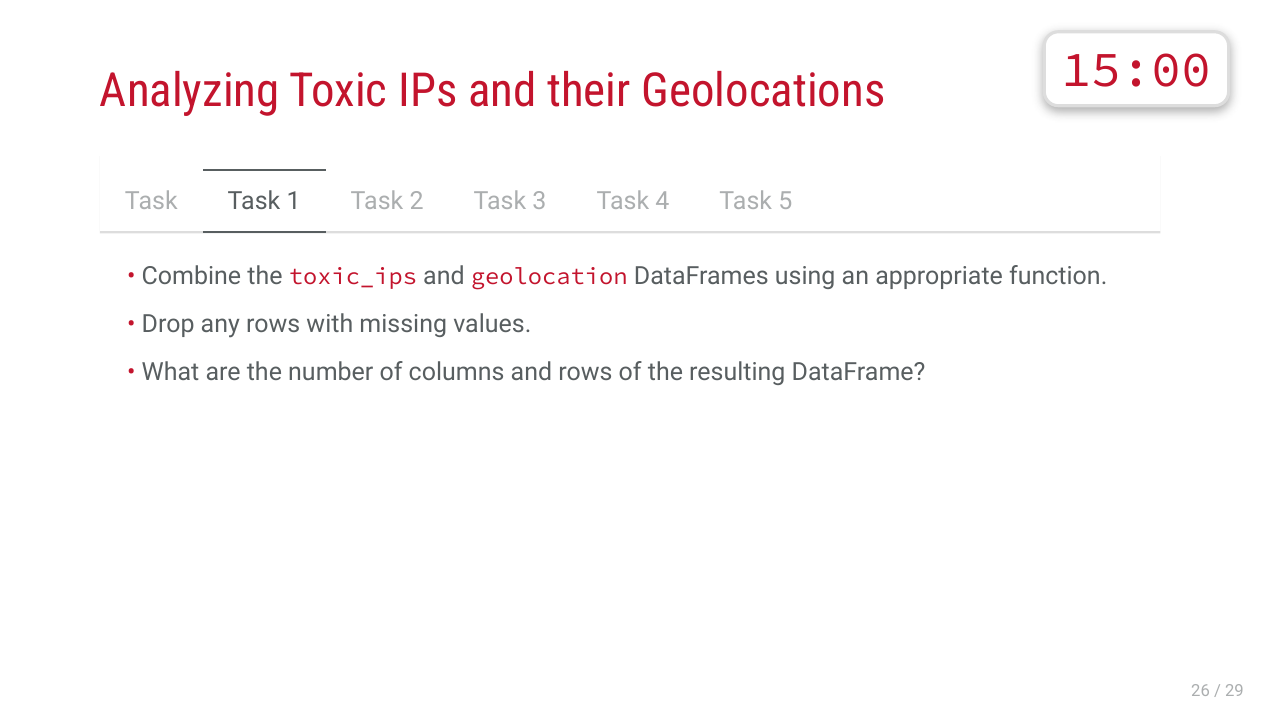 15:00
Analyzing Toxic IPs and their Geolocations
Task Task 1 Task 2 Task 3 Task 4 Task 5
• Combine the toxic_ips and geolocation DataFrames using an appropriate function.
• Drop any rows with missing values.
• What are the number of columns and rows of the resulting DataFrame?
26 / 29